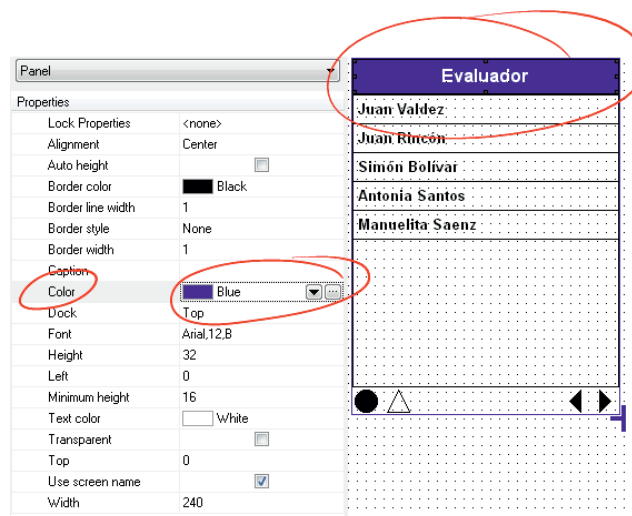 Panel
Properties
Lock Properties <none>
Alignment Center
Auto height
Border color Black
Border line width 1
Border style None
Border width 1
Caption
Color Blue
Dock Top
Font Arial,12,B
Height 32
Left 0
Minimum height 16
Text color White
Transparent
Top 0
Use screen name
Width 240
Evaluador
Juan Valdez
Juan Rincón
Simón Bolívar
Antonia Santos
Manuelita Saenz